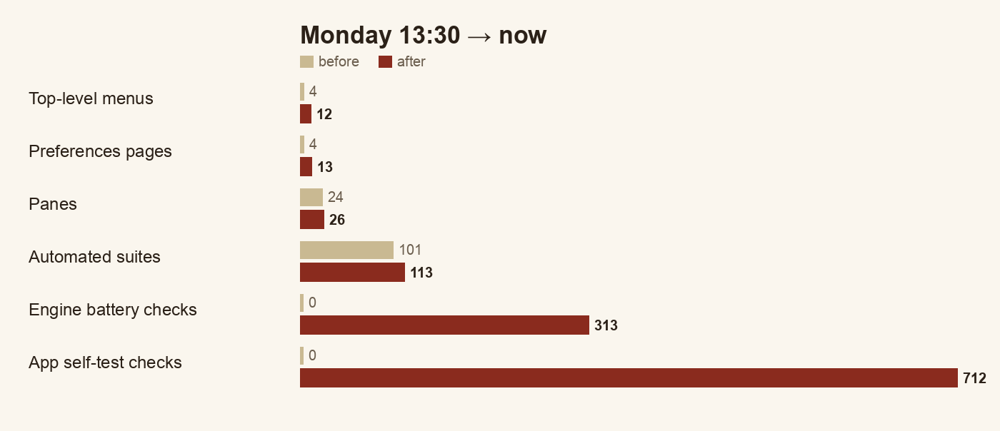 Monday 13:30 → now
before after
Top-level menus
4
12
Preferences pages
4
13
Panes
24
26
Automated suites
101
113
Engine battery checks
0
313
App self-test checks
0
712